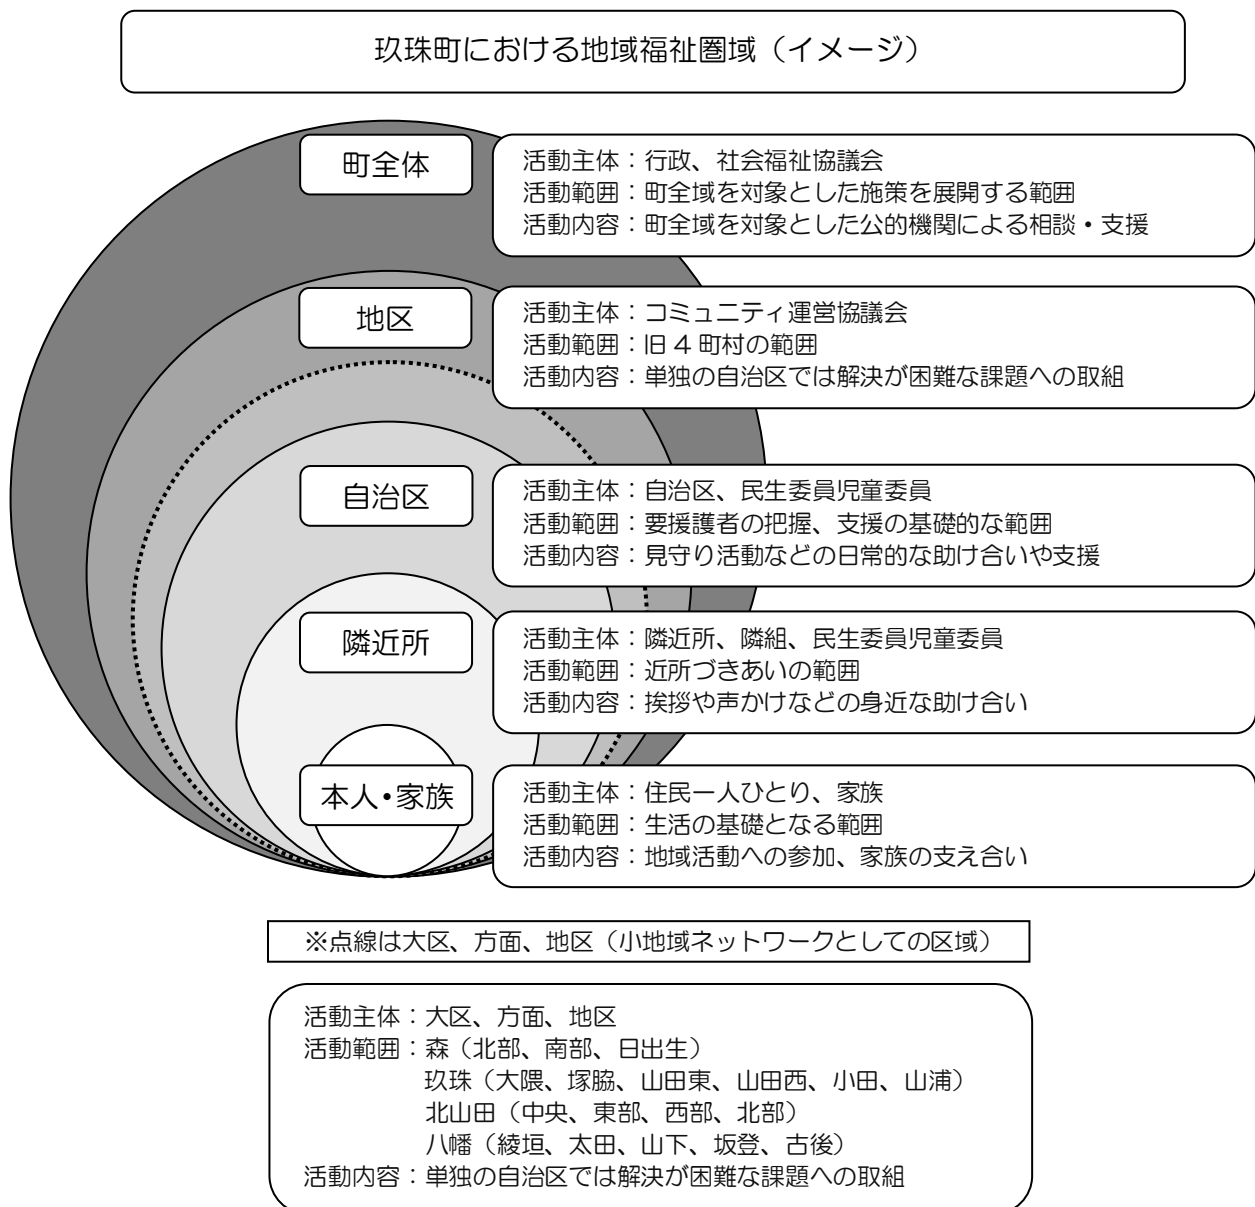 玖珠町における地域福祉圏域（イメージ）
町全体
活動主体：行政、社会福祉協議会
活動範囲：町全域を対象とした施策を展開する範囲
活動内容：町全域を対象とした公的機関による相談・支援
地区
活動主体：コミュニティ運営協議会
活動範囲：旧４町村の範囲
活動内容：単独の自治区では解決が困難な課題への取組
自治区
活動主体：自治区、民生委員児童委員
活動範囲：要援護者の把握、支援の基礎的な範囲
活動内容：見守り活動などの日常的な助け合いや支援
隣近所
活動主体：隣近所、隣組、民生委員児童委員
活動範囲：近所づきあいの範囲
活動内容：挨拶や声かけなどの身近な助け合い
本人・家族
活動主体：住民一人ひとり、家族
活動範囲：生活の基礎となる範囲
活動内容：地域活動への参加、家族の支え合い
※点線は大区、方面、地区（小地域ネットワークとしての区域）
活動主体：大区、方面、地区
活動範囲：森（北部、南部、日出生）
玖珠（大隈、塚脇、山田東、山田西、小田、山浦）
北山田（中央、東部、西部、北部）
八幡（綾垣、太田、山下、坂登、古後）
活動内容：単独の自治区では解決が困難な課題への取組